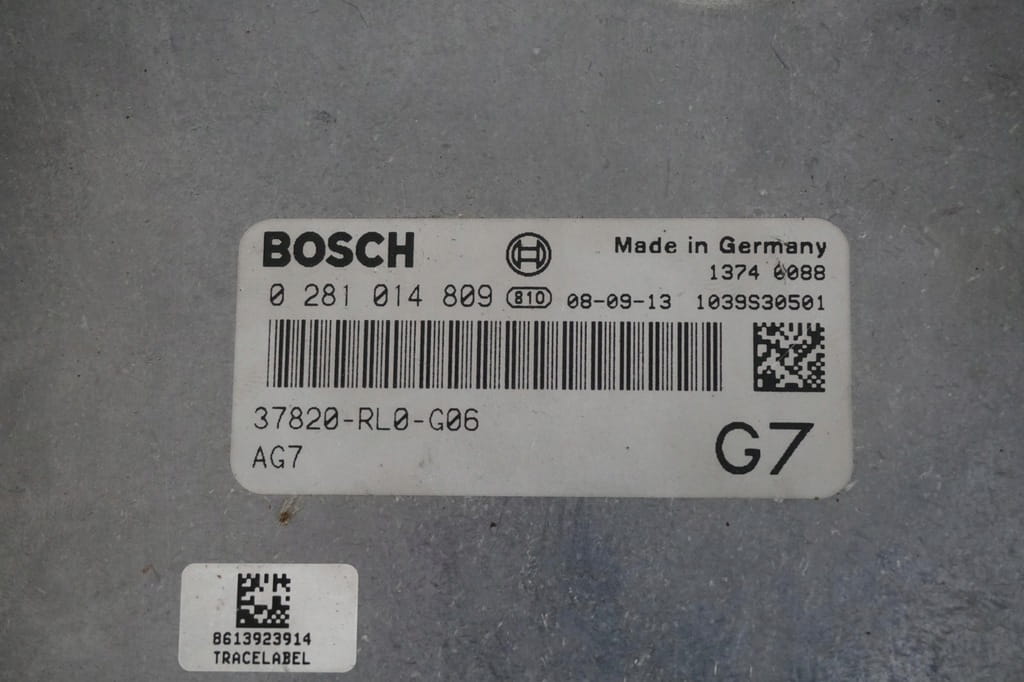 BOSCH
Made in Germany
1374 6088
0 281 014 809 810 08-09-13 1039S30501
37820-RL0-G06
AG7
G7
8613923914
TRACELABEL